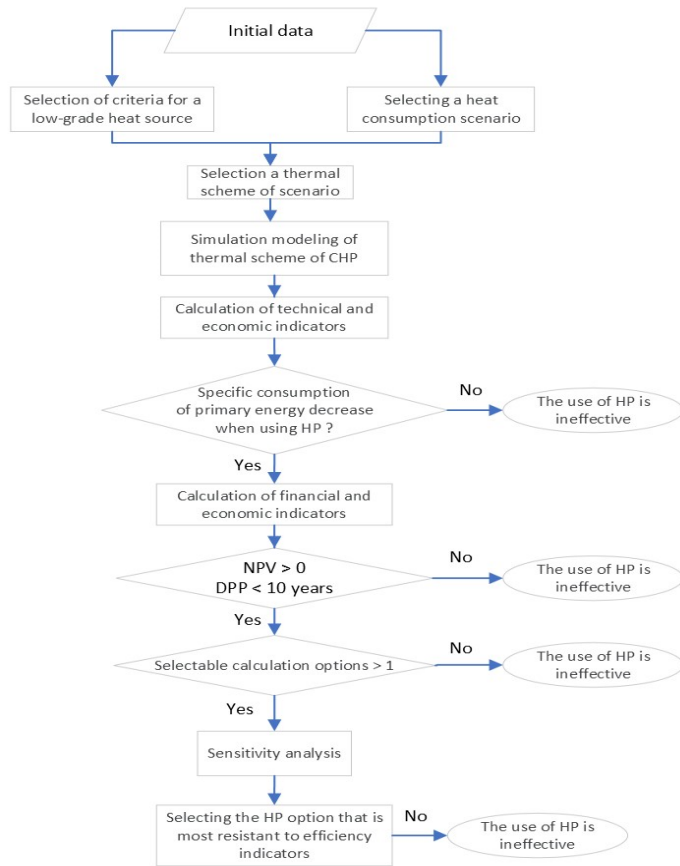 Initial data
Selection of criteria for a
low-grade heat source
Selecting a heat
consumption scenario
Selection a thermal
scheme of scenario
Simulation modeling of
thermal scheme of CHP
Calculation of technical and
economic indicators
Specific consumption
of primary energy decrease
when using HP ?
No
The use of HP is
ineffective
Yes
Calculation of financial and
economic indicators
NPV > 0
DPP < 10 years
No
The use of HP is
ineffective
Yes
Selectable calculation options > 1
No
The use of HP is
ineffective
Yes
Sensitivity analysis
Selecting the HP option that is
most resistant to efficiency
indicators
No
The use of HP is
ineffective